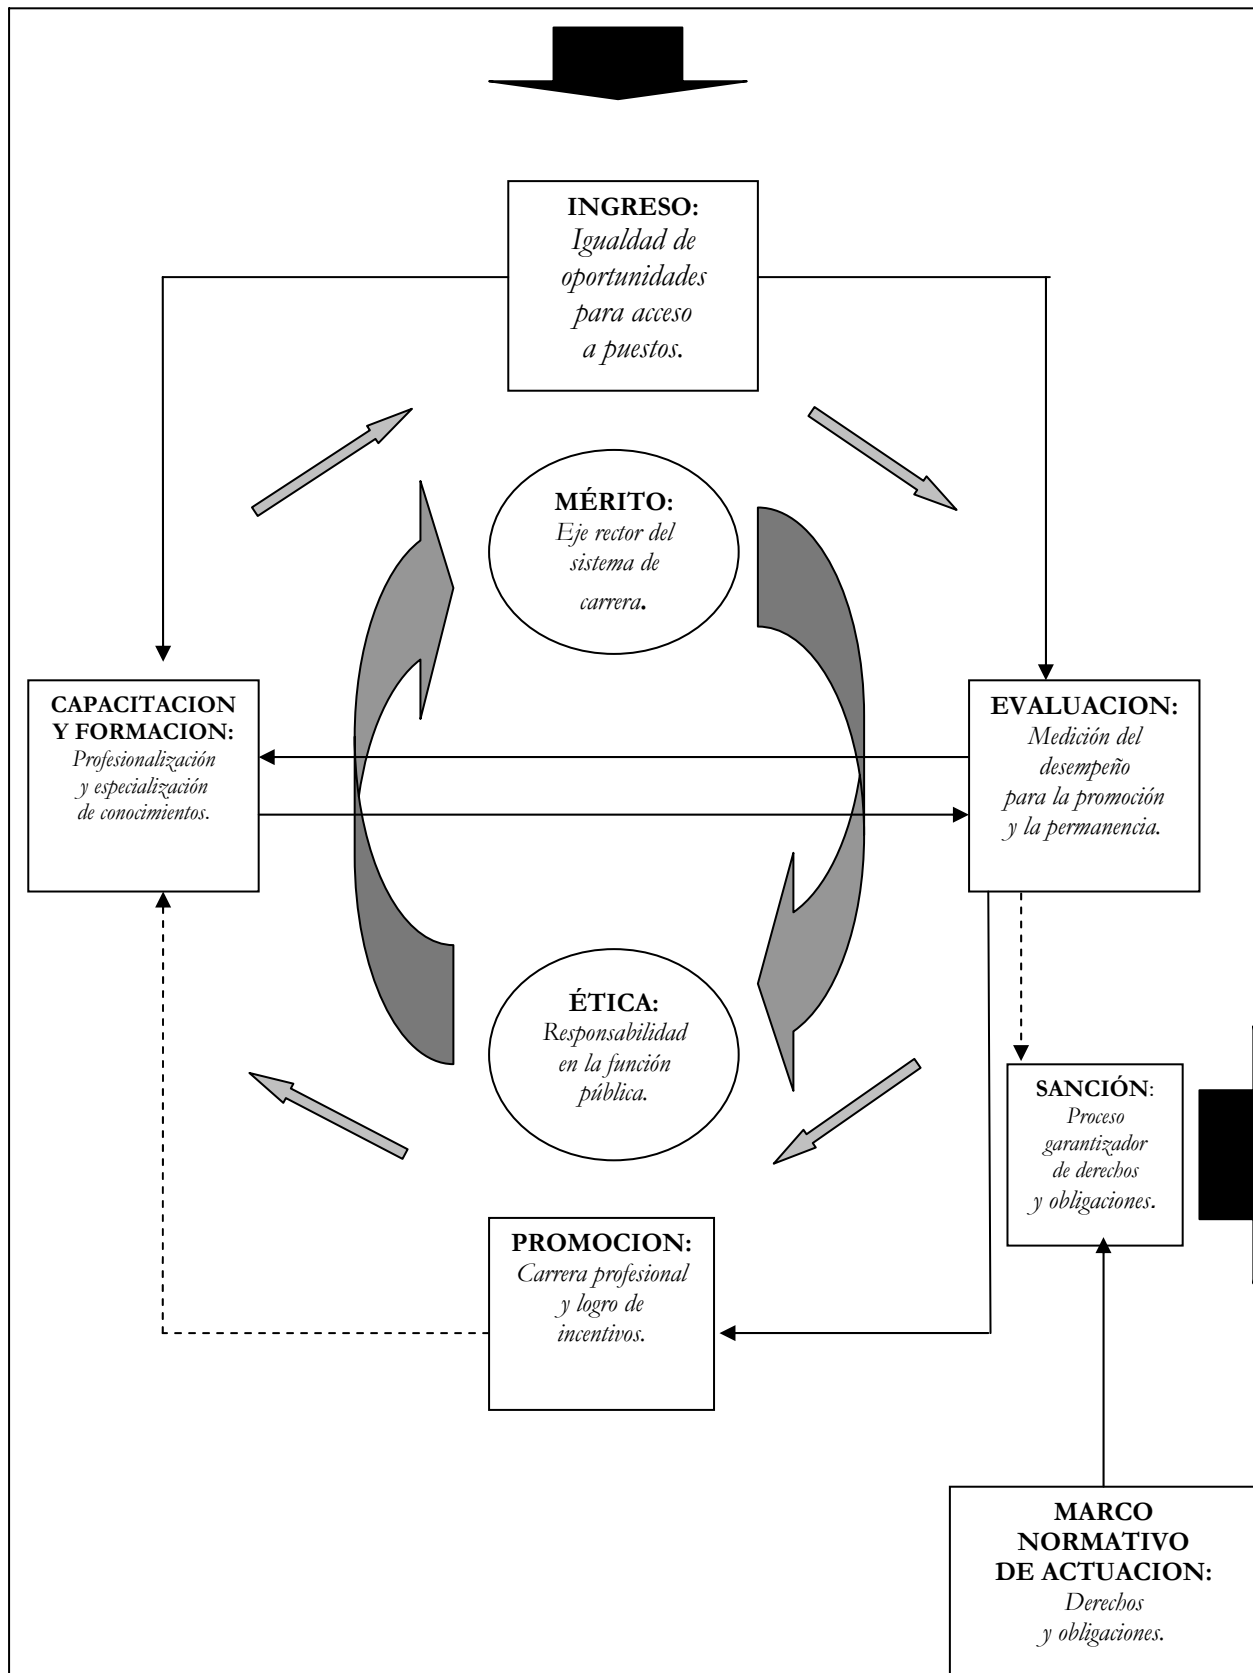 INGRESO:
Igualdad de
oportunidades
para acceso
a puestos.
MÉRITO:
Eje rector del
sistema de
carrera.
CAPACITACION
Y FORMACION:
Profesionalización
y especialización
de conocimientos.
EVALUACION:
Medición del
desempeño
para la promoción
y la permanencia.
ÉTICA:
Responsabilidad
en la función
pública.
SANCIÓN:
Proceso
garantizador
de derechos
y obligaciones.
PROMOCION:
Carrera profesional
y logro de
incentivos.
MARCO
NORMATIVO
DE ACTUACION:
Derechos
y obligaciones.